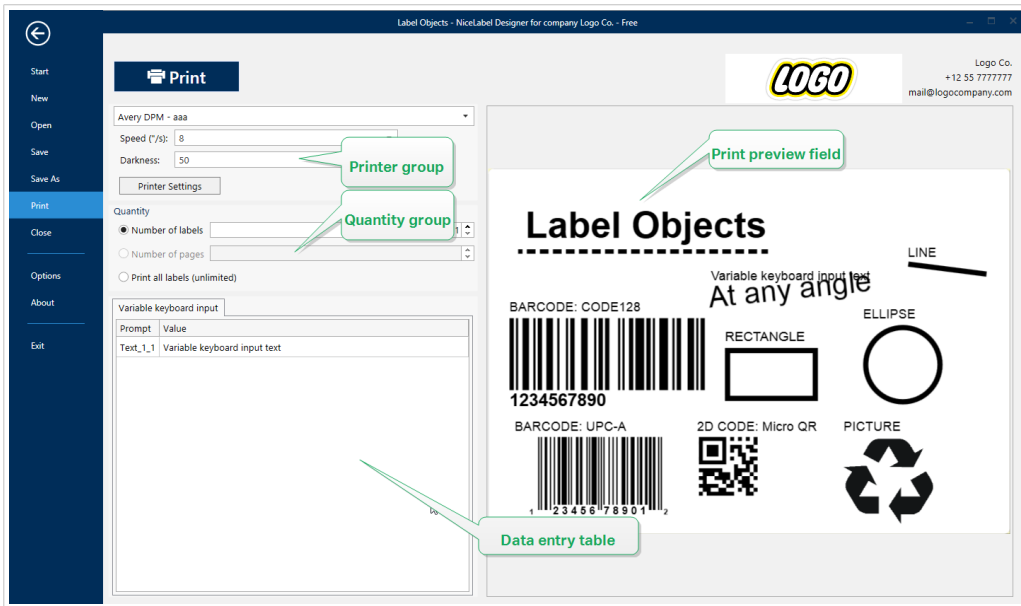 Label Objects - NiceLabel Designer for company Logo Co. - Free
Start
New
Open
Save
Save As
Print
Close
Options
About
Exit
Print
LOGO
Logo Co.
+12 55 7777777
mail@logocompany.com
Avery DPM - aaa
Speed ("/s): 8
Darkness: 50
Printer Settings
Printer group
Quantity
Number of labels 1
Number of pages
Print all labels (unlimited)
Quantity group
Variable keyboard input
Prompt Value
Text_1_1 Variable keyboard input text
Data entry table
Print preview field
Label Objects
LINE
Variable keyboard input text
At any angle
BARCODE: CODE128
1234567890
RECTANGLE
ELLIPSE
BARCODE: UPC-A
1 23456 78901 2
2D CODE: Micro QR
PICTURE